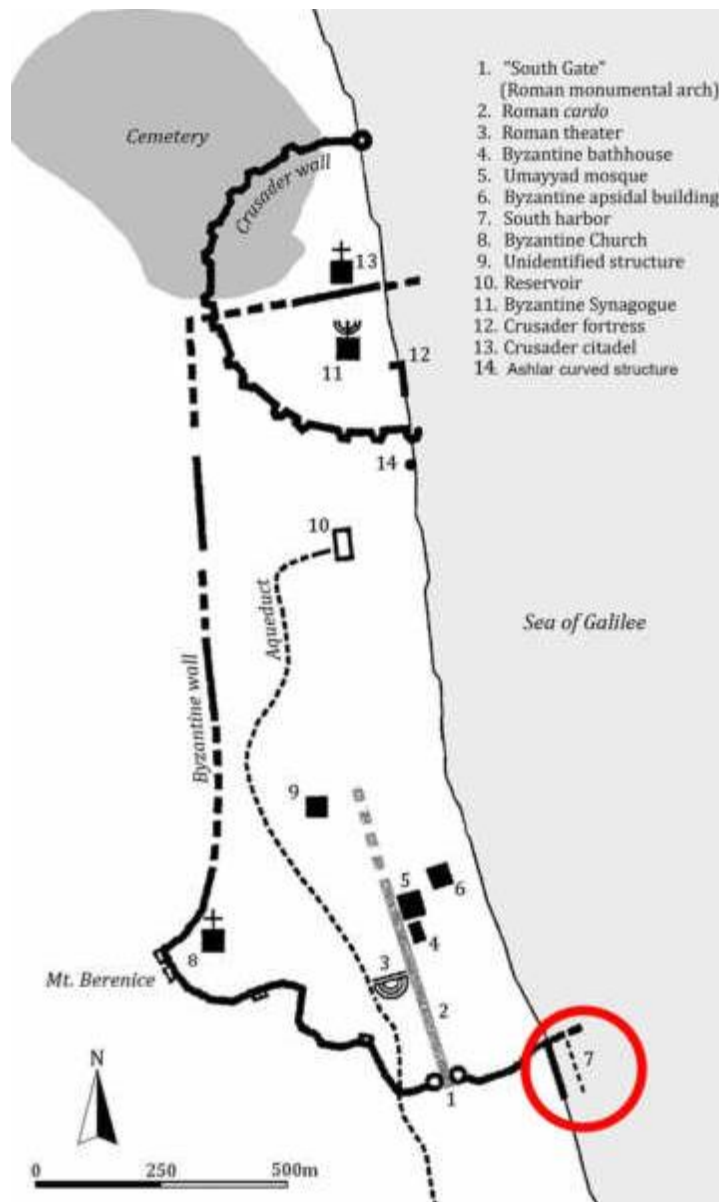 1. "South Gate"
(Roman monumental arch)
2. Roman cardo
3. Roman theater
4. Byzantine bathhouse
5. Umayyad mosque
6. Byzantine apsidal building
7. South harbor
8. Byzantine Church
9. Unidentified structure
10. Reservoir
11. Byzantine Synagogue
12. Crusader fortress
13. Crusader citadel
14. Ashlar curved structure
Cemetery
Crusader wall
13
11
12
14
10
Aqueduct
Sea of Galilee
Byzantine wall
9
5
6
4
8
3
Mt. Berenice
2
7
1
N
0 250 500m